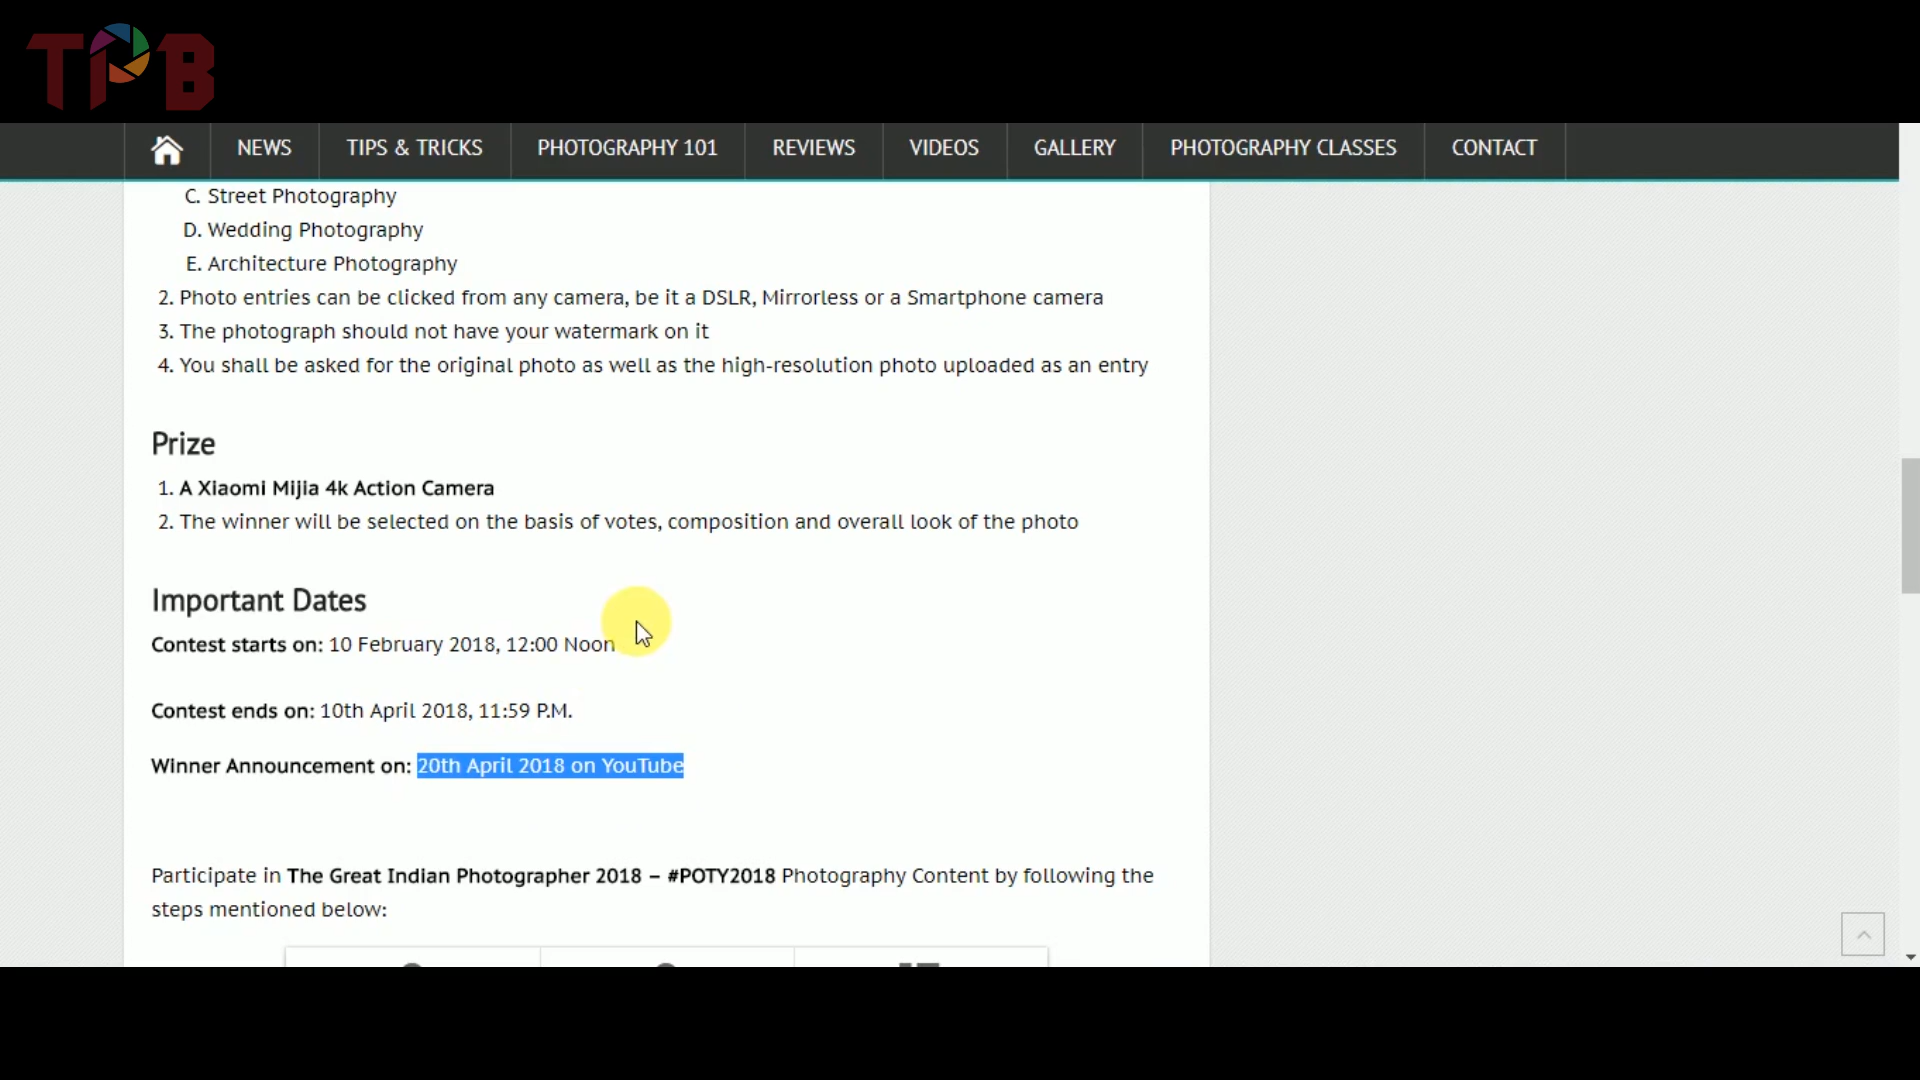 TPB
NEWS TIPS & TRICKS PHOTOGRAPHY 101 REVIEWS VIDEOS GALLERY PHOTOGRAPHY CLASSES CONTACT
C. Street Photography
D. Wedding Photography
E. Architecture Photography
2. Photo entries can be clicked from any camera, be it a DSLR, Mirrorless or a Smartphone camera
3. The photograph should not have your watermark on it
4. You shall be asked for the original photo as well as the high-resolution photo uploaded as an entry
Prize
1. A Xiaomi Mijia 4k Action Camera
2. The winner will be selected on the basis of votes, composition and overall look of the photo
Important Dates
Contest starts on: 10 February 2018, 12:00 Noon
Contest ends on: 10th April 2018, 11:59 P.M.
Winner Announcement on: 20th April 2018 on YouTube
Participate in The Great Indian Photographer 2018 – #POTY2018 Photography Content by following the
steps mentioned below: